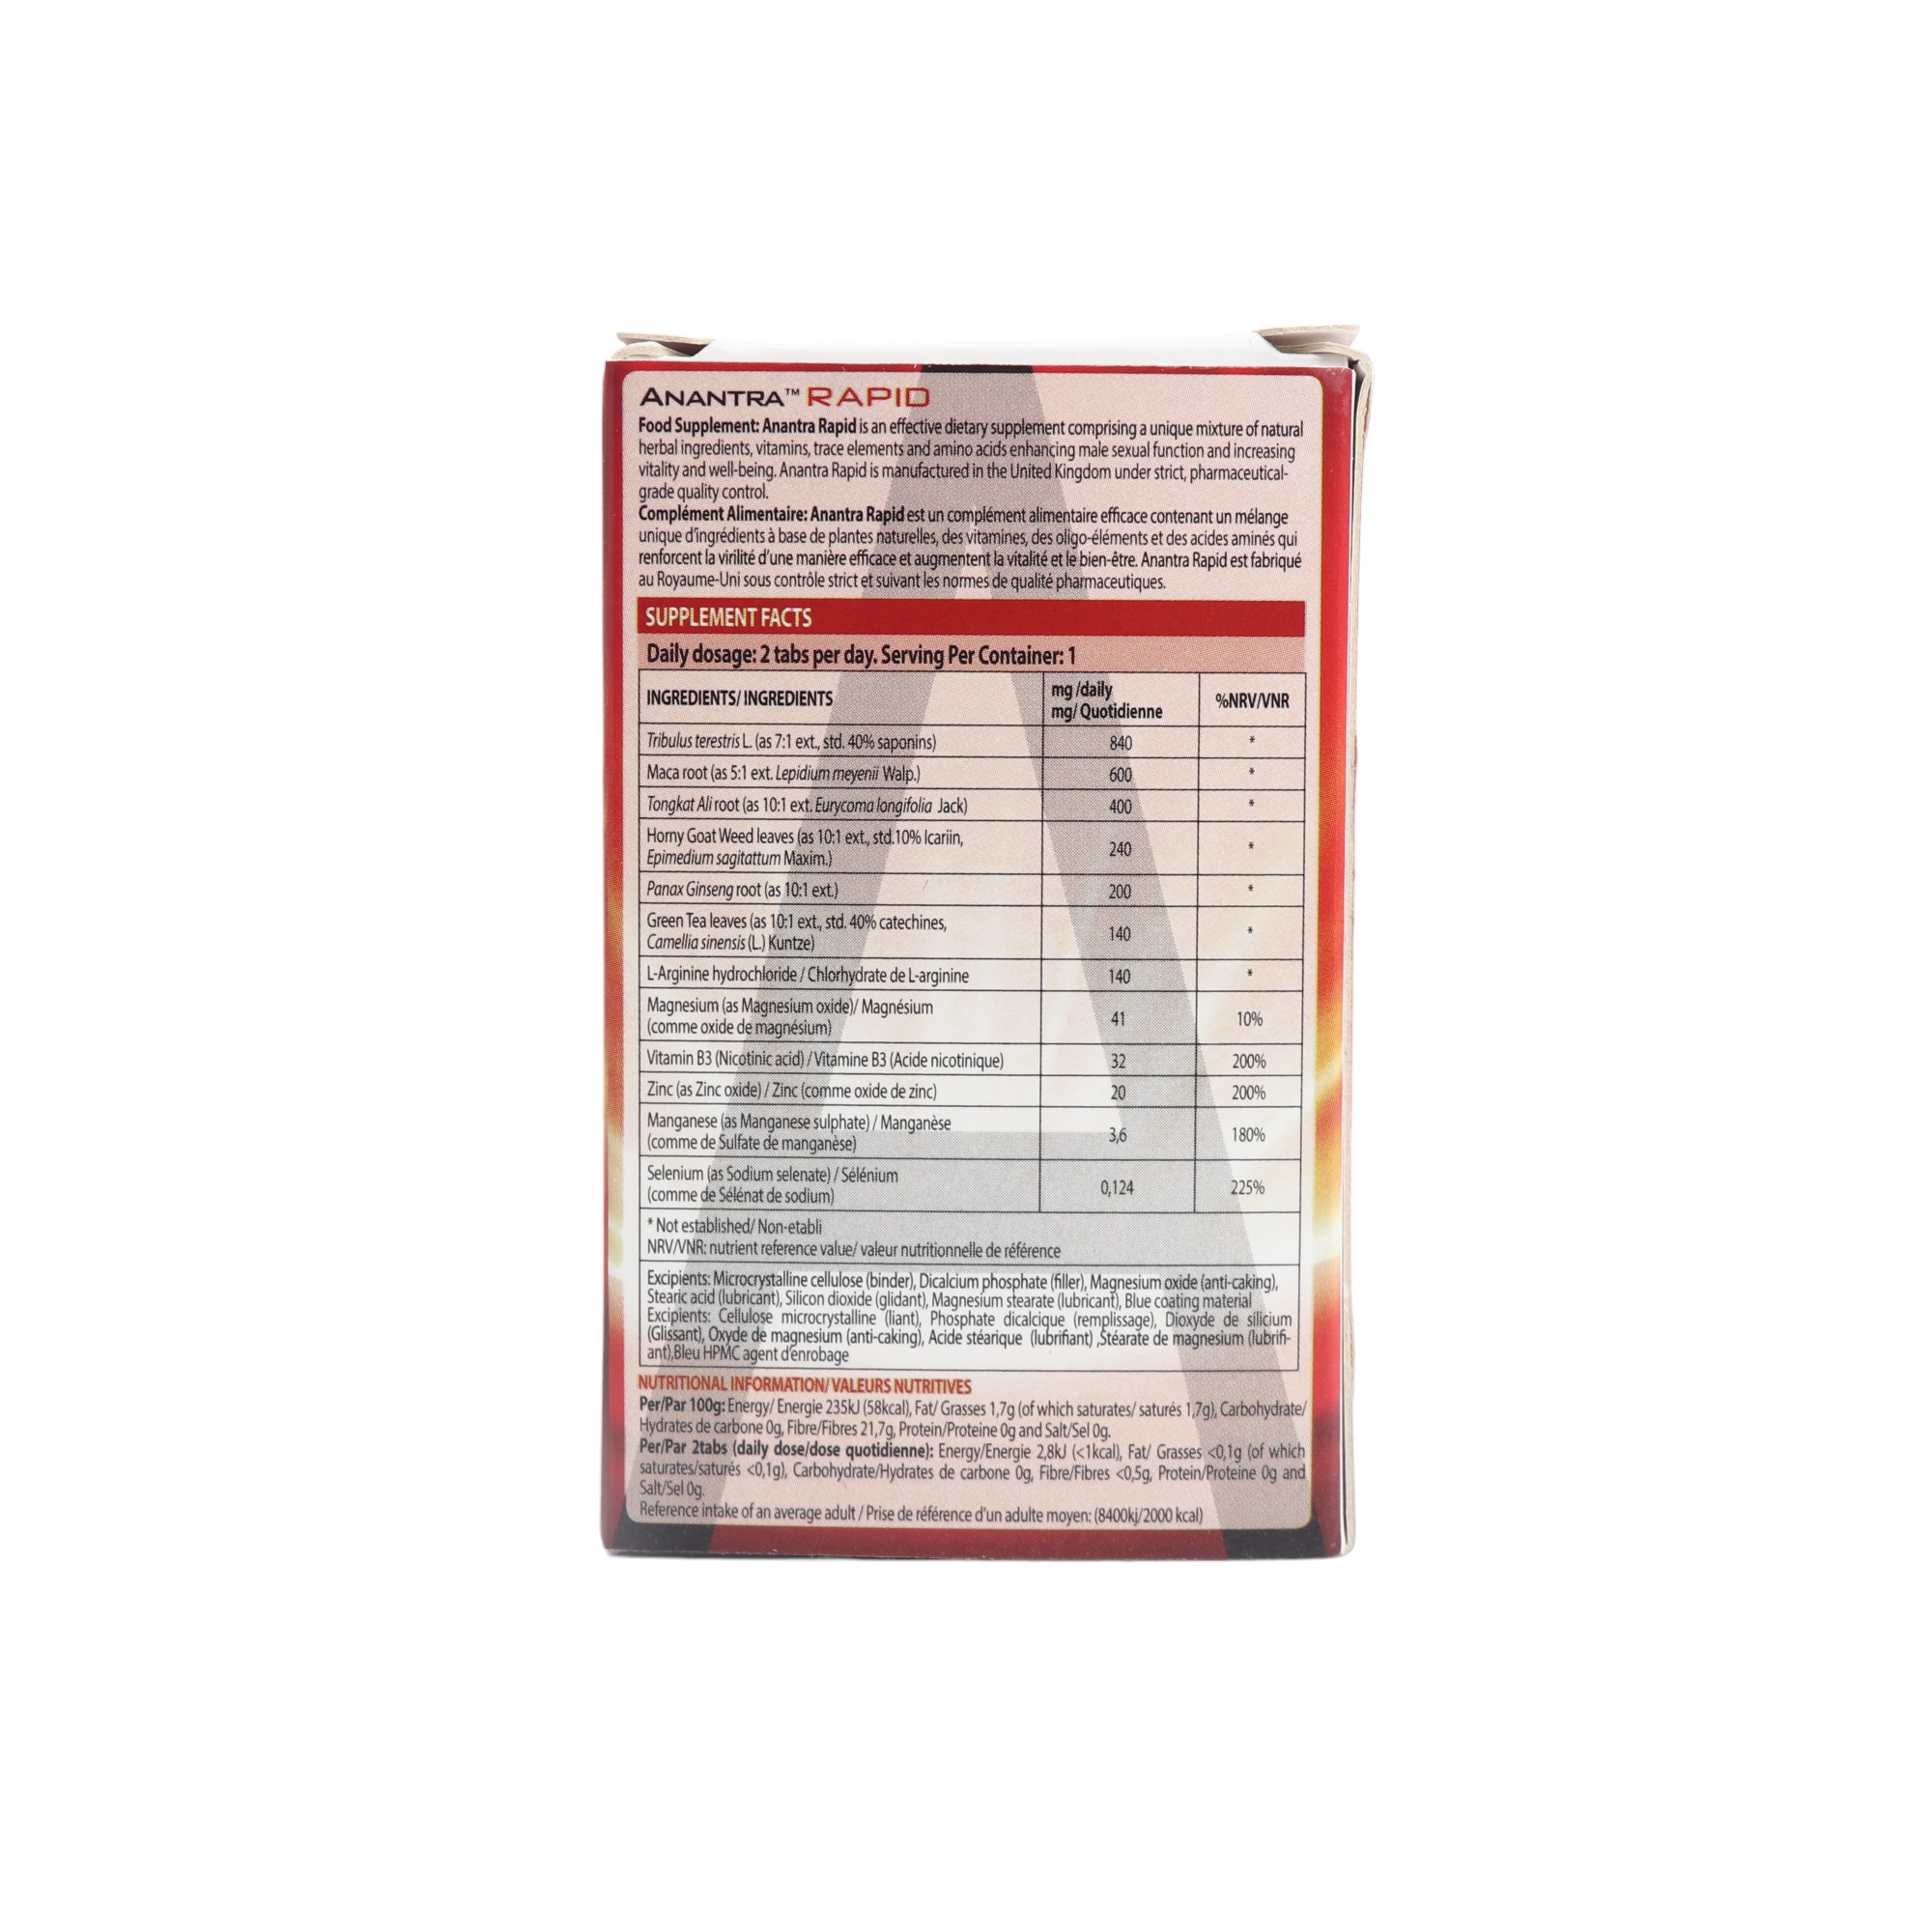 ANANTRA™ RAPID
Food Supplement: Anantra Rapid is an effective dietary supplement comprising a unique mixture of natural
herbal ingredients, vitamins, trace elements and amino acids enhancing male sexual function and increasing
vitality and well-being. Anantra Rapid is manufactured in the United Kingdom under strict, pharmaceutical-
grade quality control.
Complément Alimentaire: Anantra Rapid est un complément alimentaire efficace contenant un mélange
unique d'ingrédients à base de plantes naturelles, des vitamines, des oligo-éléments et des acides aminés qui
renforcent la virilité d'une manière efficace et augmentent la vitalité et le bien-être. Anantra Rapid est fabriqué
au Royaume-Uni sous contrôle strict et suivant les normes de qualité pharmaceutiques.
SUPPLEMENT FACTS
Daily dosage: 2 tabs per day. Serving Per Container: 1
INGREDIENTS/ INGREDIENTS mg /daily %NRV/VNR
mg/ Quotidienne
Tribulus terestris L. (as 7:1 ext., std. 40% saponins) 840 *
Maca root (as 5:1 ext. Lepidium meyenii Walp.) 600 *
Tongkat Ali root (as 10:1 ext. Eurycoma longifolia Jack) 400 *
Horny Goat Weed leaves (as 10:1 ext., std.10% Icariin,
Epimedium sagitattum Maxim.) 240 *
Panax Ginseng root (as 10:1 ext.) 200 *
Green Tea leaves (as 10:1 ext., std. 40% catechines,
Camellia sinensis (L.) Kuntze) 140 *
L-Arginine hydrochloride / Chlorhydrate de L-arginine 140 *
Magnesium (as Magnesium oxide)/ Magnésium
(comme oxide de magnésium) 41 10%
Vitamin B3 (Nicotinic acid) / Vitamine B3 (Acide nicotinique) 32 200%
Zinc (as Zinc oxide) / Zinc (comme oxide de zinc) 20 200%
Manganese (as Manganese sulphate) / Manganèse
(comme de Sulfate de manganèse) 3,6 180%
Selenium (as Sodium selenate) / Sélénium
(comme de Sélénat de sodium) 0,124 225%
* Not established/ Non-etabli
NRV/VNR: nutrient reference value/ valeur nutritionnelle de référence
Excipients: Microcrystalline cellulose (binder), Dicalcium phosphate (filler), Magnesium oxide (anti-caking),
Stearic acid (lubricant), Silicon dioxide (glidant), Magnesium stearate (lubricant), Blue coating material
Excipients: Cellulose microcrystalline (liant), Phosphate dicalcique (remplissage), Dioxyde de silicium
(Glissant), Oxyde de magnesium (anti-caking), Acide stéarique (lubrifiant) ,Stéarate de magnesium (lubrifi-
ant),Bleu HPMC agent d'enrobage
NUTRITIONAL INFORMATION/ VALEURS NUTRITIVES
Per/Par 100g: Energy/ Energie 235kJ (58kcal), Fat/ Grasses 1,7g (of which saturates/ saturés 1,7g), Carbohydrate/
Hydrates de carbone 0g, Fibre/Fibres 21,7g, Protein/Proteine 0g and Salt/Sel 0g.
Per/Par 2tabs (daily dose/dose quotidienne): Energy/Energie 2,8kJ (<1kcal), Fat/ Grasses <0,1g (of which
saturates/saturés <0,1g), Carbohydrate/Hydrates de carbone 0g, Fibre/Fibres <0,5g, Protein/Proteine 0g and
Salt/Sel 0g.
Reference intake of an average adult / Prise de référence d'un adulte moyen: (8400kj/2000 kcal)